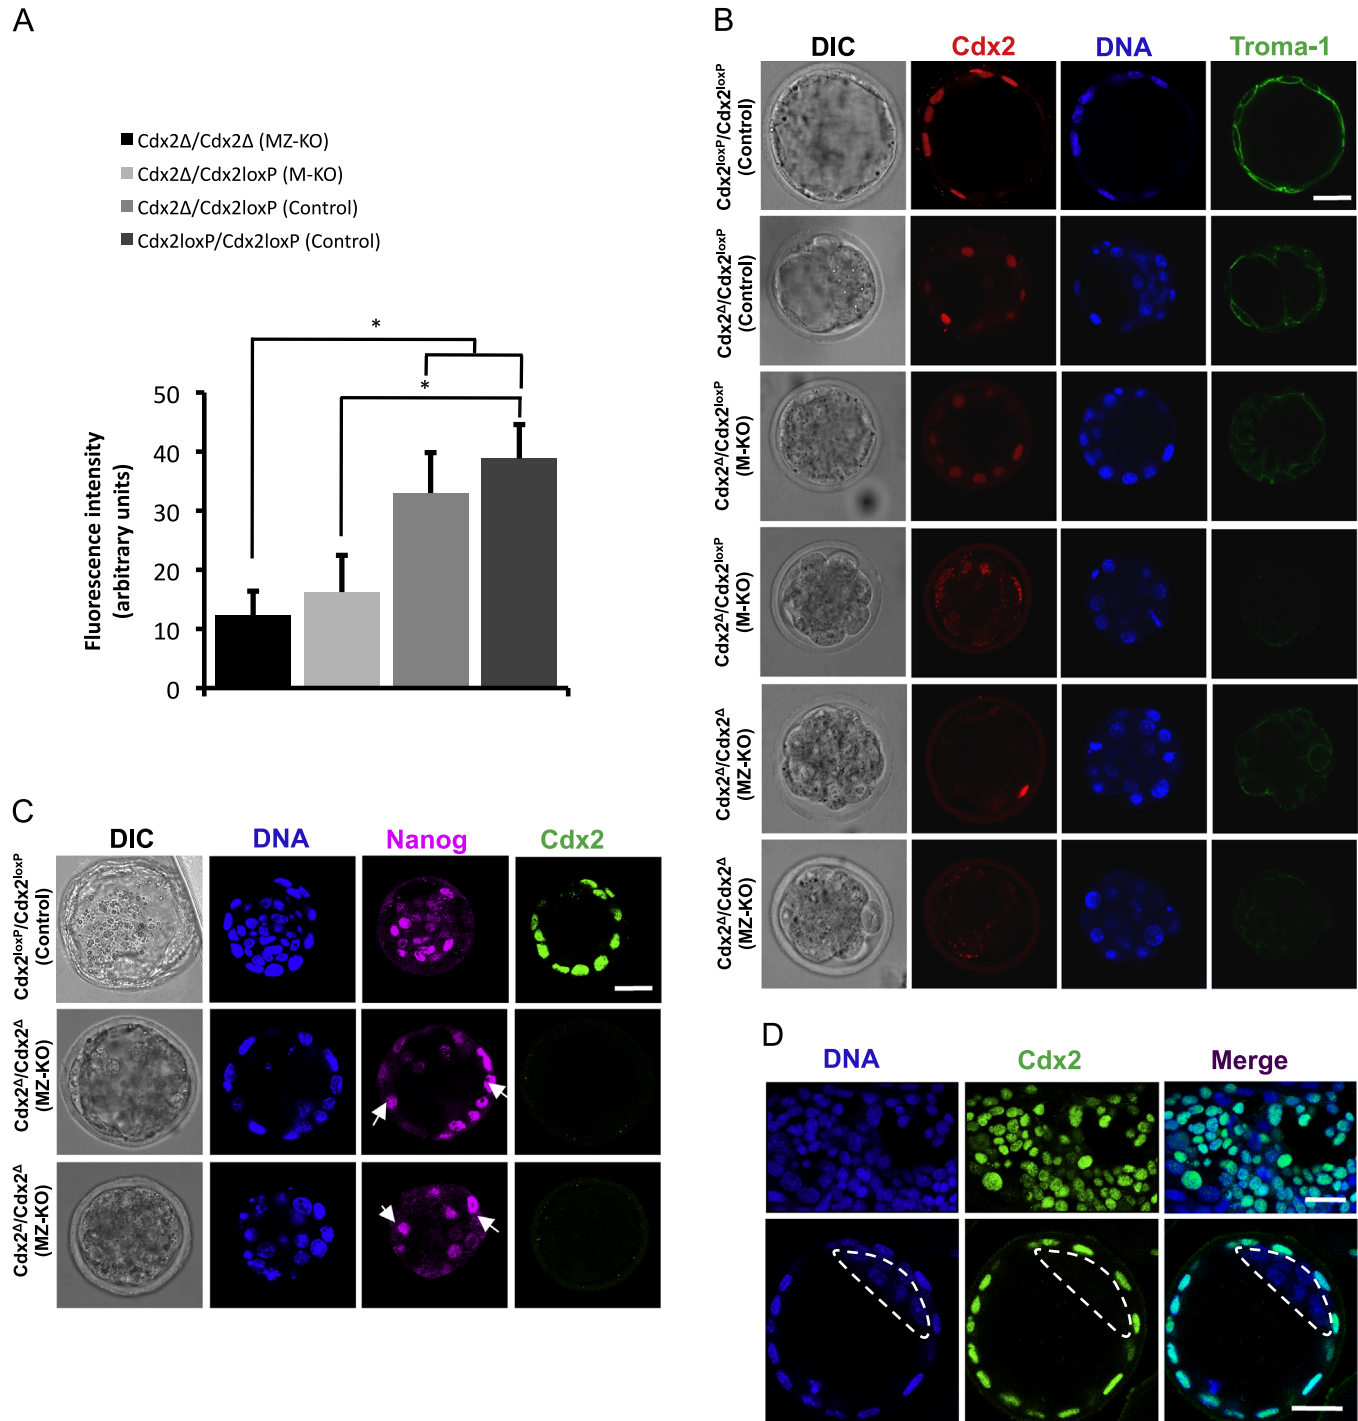 A
Cdx2Δ/Cdx2Δ (MZ-KO)
Cdx2Δ/Cdx2loxP (M-KO)
Cdx2Δ/Cdx2loxP (Control)
Cdx2loxP/Cdx2loxP (Control)
*
*
Fluorescence intensity
(arbitrary units)
50
40
30
20
10
0
B
DIC Cdx2 DNA Troma-1
Cdx2loxP/Cdx2loxP
(Control)
CdxΔ/Cdx2loxP
(Control)
Cdx2Δ/Cdx2loxP
(M-KO)
Cdx2Δ/Cdx2loxP
(M-KO)
Cdx2Δ/Cdx2Δ
(MZ-KO)
Cdx2Δ/Cdx2Δ
(MZ-KO)
C
DIC DNA Nanog Cdx2
Cdx2loxP/Cdx2loxP
(Control)
Cdx2Δ/Cdx2Δ
(MZ-KO)
Cdx2Δ/Cdx2Δ
(MZ-KO)
D
DNA Cdx2 Merge